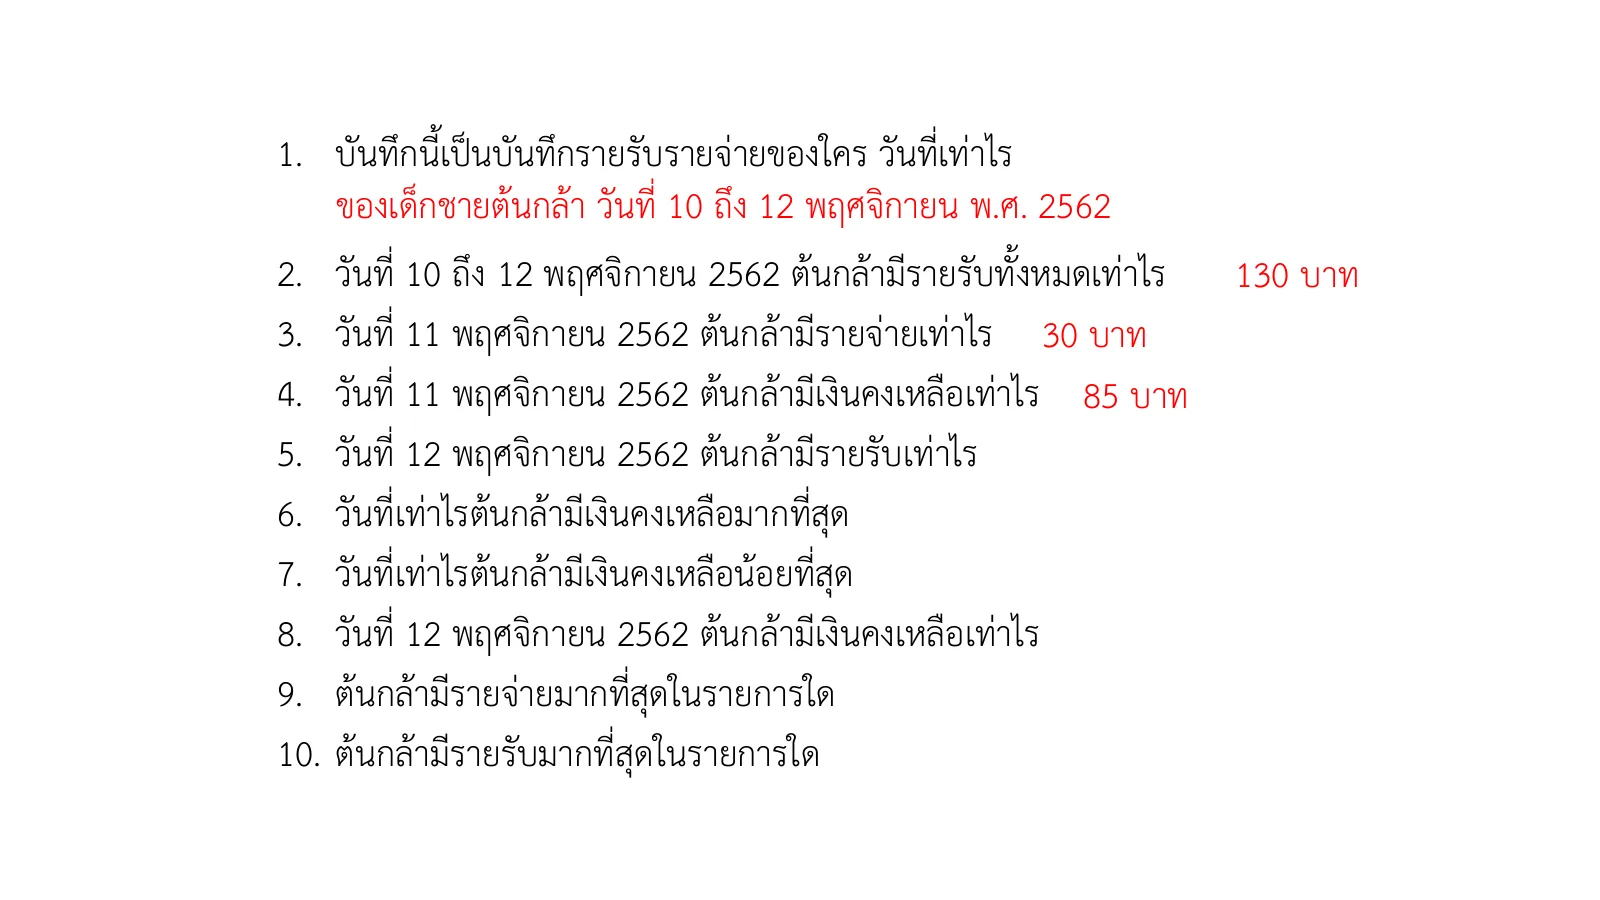 1. บันทึกนี้เป็นบันทึกรายรับรายจ่ายของใคร วันที่เท่าไร
ของเด็กชายต้นกล้า วันที่ 10 ถึง 12 พฤศจิกายน พ.ศ. 2562
2. วันที่ 10 ถึง 12 พฤศจิกายน 2562 ต้นกล้ามีรายรับทั้งหมดเท่าไร 130 บาท
3. วันที่ 11 พฤศจิกายน 2562 ต้นกล้ามีรายจ่ายเท่าไร 30 บาท
4. วันที่ 11 พฤศจิกายน 2562 ต้นกล้ามีเงินคงเหลือเท่าไร 85 บาท
5. วันที่ 12 พฤศจิกายน 2562 ต้นกล้ามีรายรับเท่าไร
6. วันที่เท่าไรต้นกล้ามีเงินคงเหลือมากที่สุด
7. วันที่เท่าไรต้นกล้ามีเงินคงเหลือน้อยที่สุด
8. วันที่ 12 พฤศจิกายน 2562 ต้นกล้ามีเงินคงเหลือเท่าไร
9. ต้นกล้ามีรายจ่ายมากที่สุดในรายการใด
10. ต้นกล้ามีรายรับมากที่สุดในรายการใด